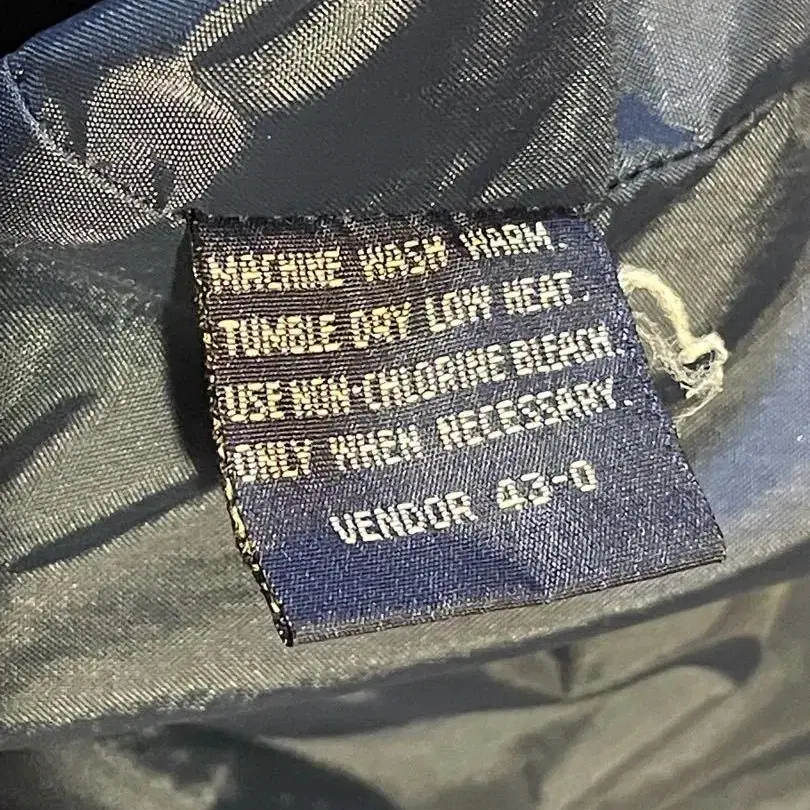 MACHINE WASH WARM.
TUMBLE DRY LOW HEAT.
USE NON-CHLORINE BLEACH.
ONLY WHEN NECESSARY.
VENDOR 43-0